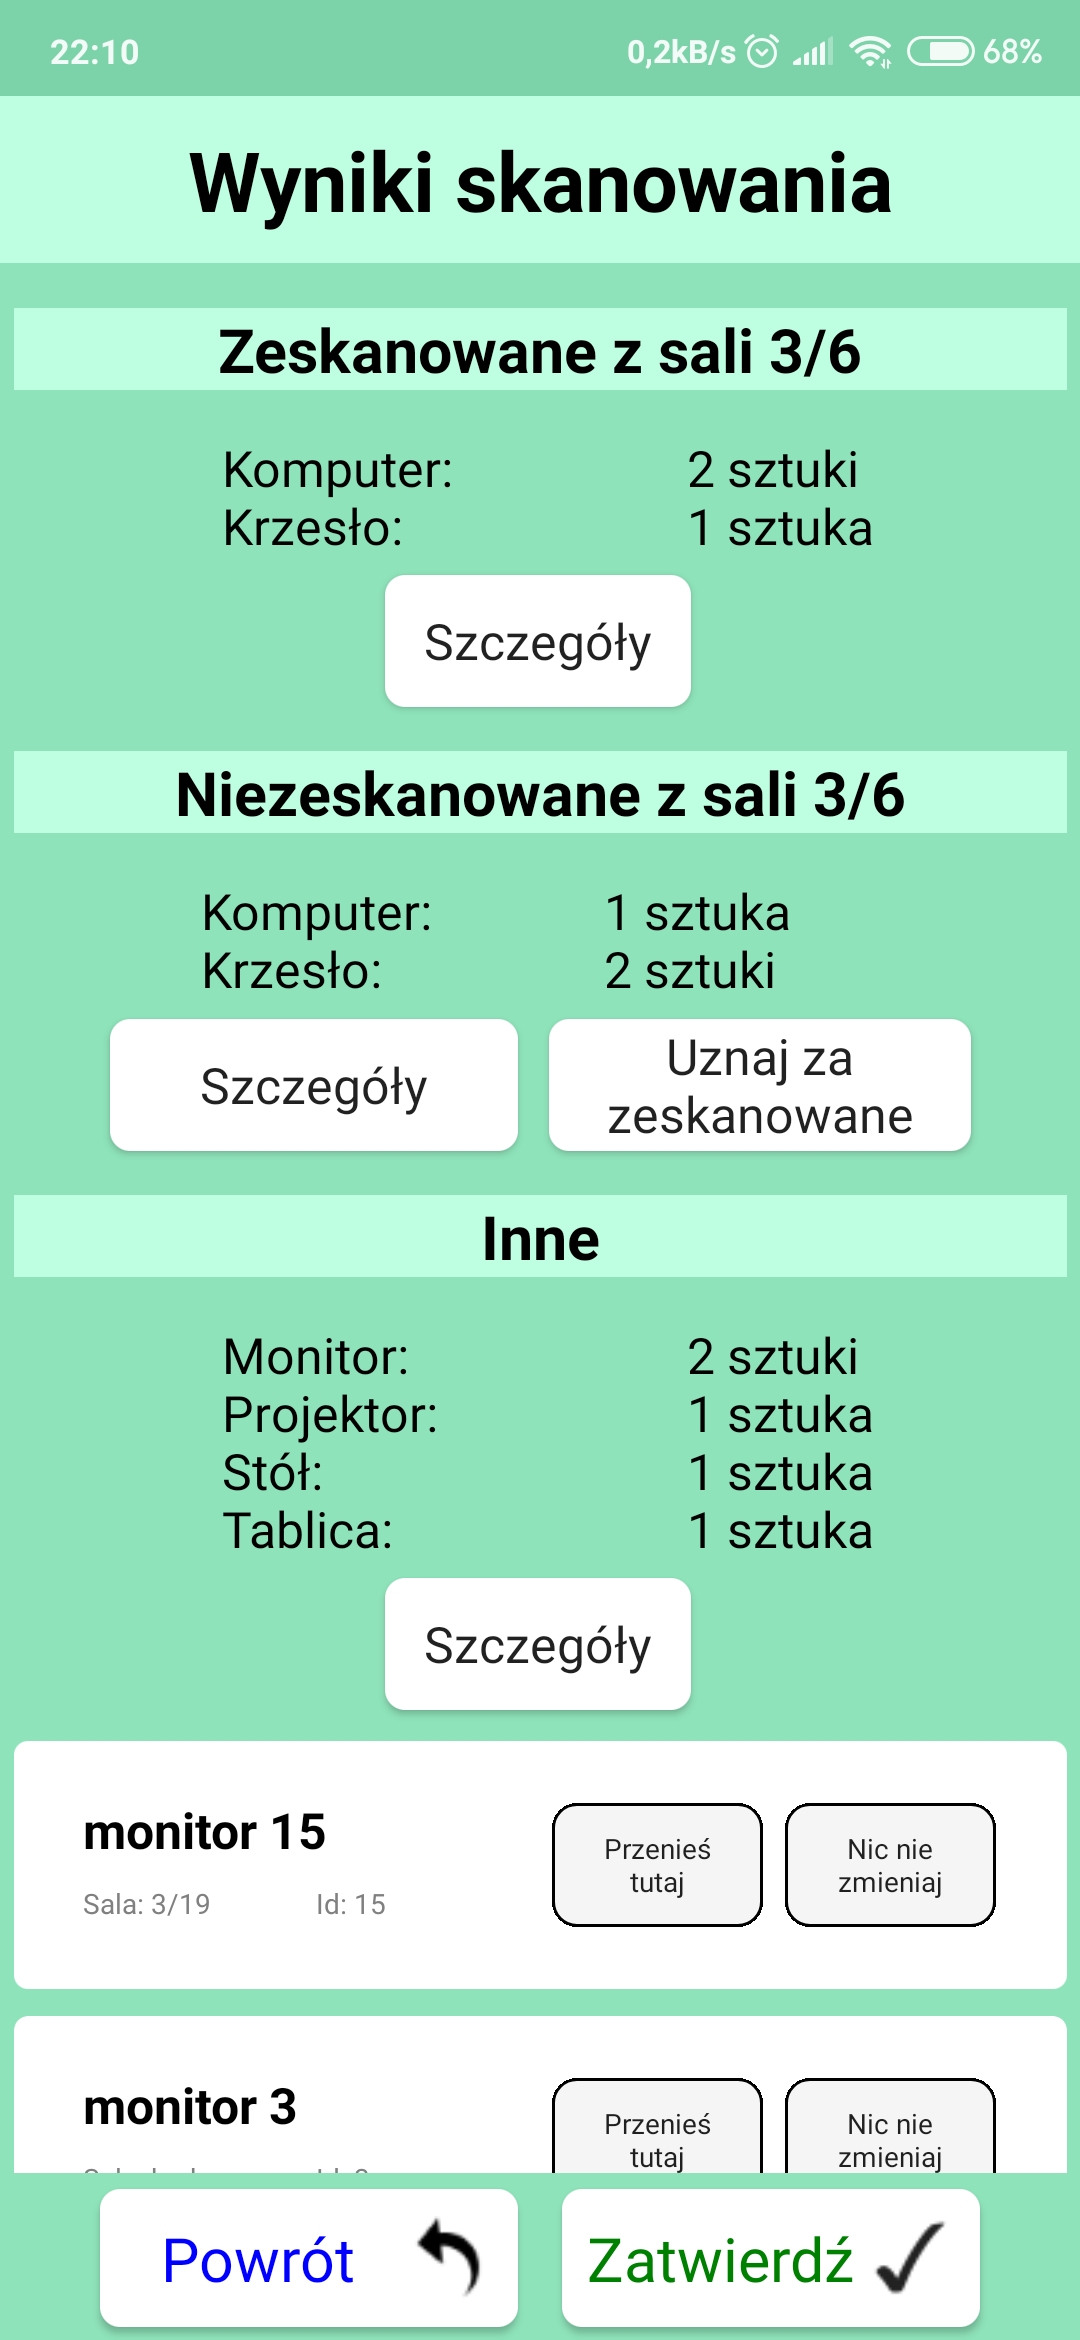 22:10 0,2kB/s 68%
Wyniki skanowania
Zeskanowane z sali 3/6
Komputer: 2 sztuki
Krzesło: 1 sztuka
Szczegóły
Niezeskanowane z sali 3/6
Komputer: 1 sztuka
Krzesło: 2 sztuki
Szczegóły
Uznaj za
zeskanowane
Inne
Monitor: 2 sztuki
Projektor: 1 sztuka
Stół: 1 sztuka
Tablica: 1 sztuka
Szczegóły
monitor 15
Sala: 3/19 Id: 15
Przenieś
tutaj
Nic nie
zmieniaj
monitor 3
Przenieś
tutaj
Nic nie
zmieniaj
Powrót
Zatwierdź